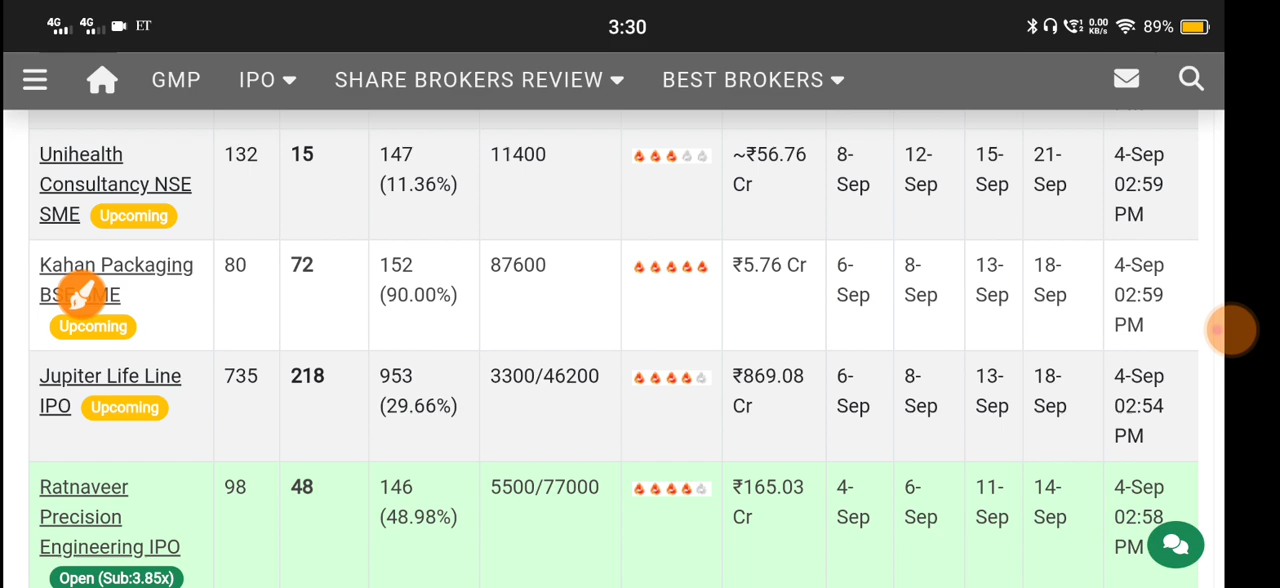 4G 4G ET 3:30 0.00 KB/s 89%
GMP IPO SHARE BROKERS REVIEW BEST BROKERS
Unihealth Consultancy NSE SME Upcoming 132 15 147 (11.36%) 11400 ~₹56.76 Cr 8-Sep 12-Sep 15-Sep 21-Sep 4-Sep 02:59 PM
Kahan Packaging BSE SME Upcoming 80 72 152 (90.00%) 87600 ₹5.76 Cr 6-Sep 8-Sep 13-Sep 18-Sep 4-Sep 02:59 PM
Jupiter Life Line IPO Upcoming 735 218 953 (29.66%) 3300/46200 ₹869.08 Cr 6-Sep 8-Sep 13-Sep 18-Sep 4-Sep 02:54 PM
Ratnaveer Precision Engineering IPO Open (Sub:3.85x) 98 48 146 (48.98%) 5500/77000 ₹165.03 Cr 4-Sep 6-Sep 11-Sep 14-Sep 4-Sep 02:58 PM